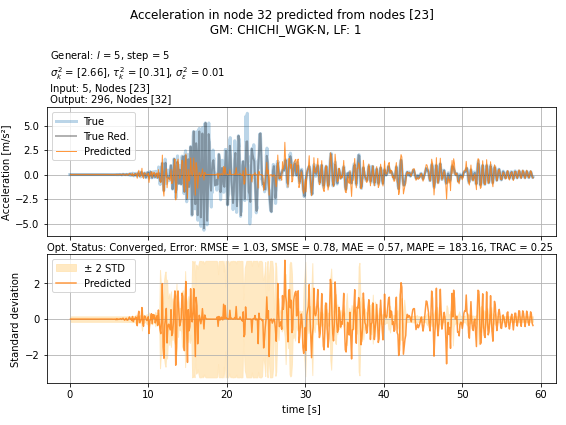 Acceleration in node 32 predicted from nodes [23]
GM: CHICHI_WGK-N, LF: 1
General: l = 5, step = 5
σ²ₖ = [2.66], τ²ₖ = [0.31], σ²ε = 0.01
Input: 5, Nodes [23]
Output: 296, Nodes [32]
Acceleration [m/s²]
5.0
2.5
0.0
−2.5
−5.0
True
True Red.
Predicted
Opt. Status: Converged, Error: RMSE = 1.03, SMSE = 0.78, MAE = 0.57, MAPE = 183.16, TRAC = 0.25
Standard deviation
2
0
−2
± 2 STD
Predicted
0 10 20 30 40 50 60
time [s]